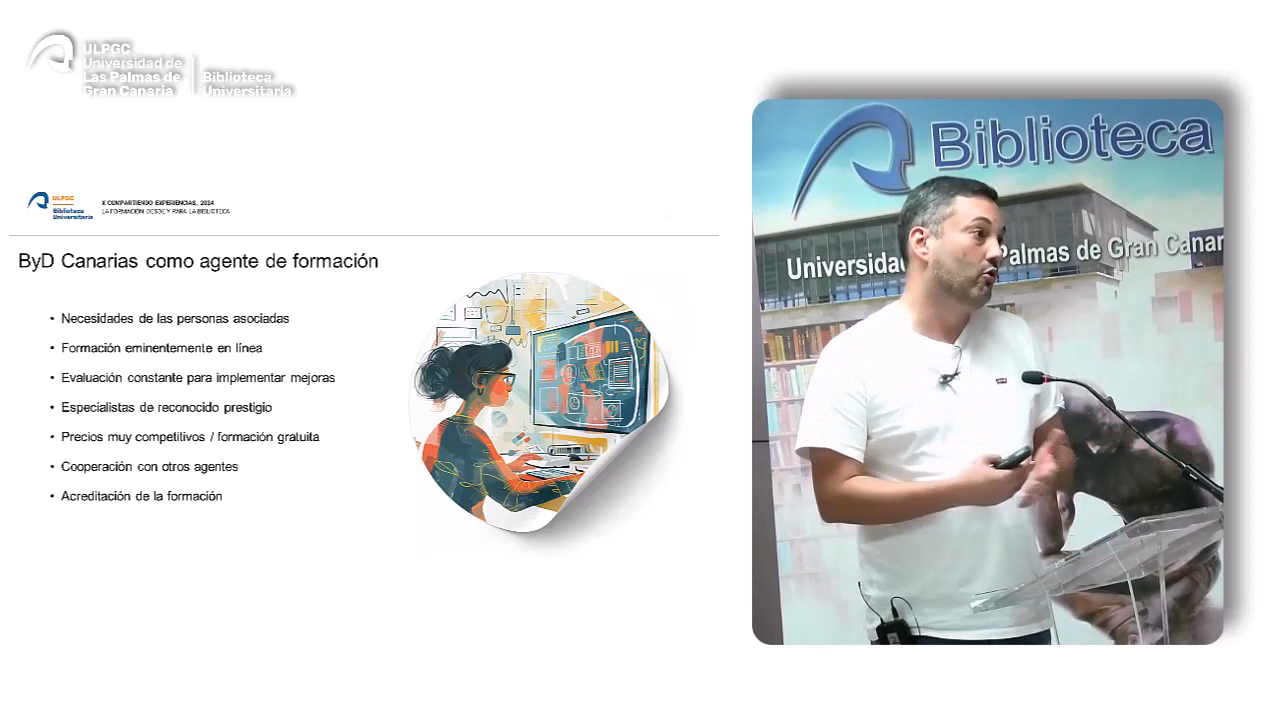 ULPGC
Universidad de
Las Palmas de
Gran Canaria
Biblioteca
Universitaria
ULPGC
Biblioteca
Universitaria
X COMPARTIENDO EXPERIENCIAS, 2024
LA FORMACIÓN DESDE Y PARA LA BIBLIOTECA
ByD Canarias como agente de formación
• Necesidades de las personas asociadas
• Formación eminentemente en línea
• Evaluación constante para implementar mejoras
• Especialistas de reconocido prestigio
• Precios muy competitivos / formación gratuita
• Cooperación con otros agentes
• Acreditación de la formación
Biblioteca
Universidad Palmas de Gran Canar